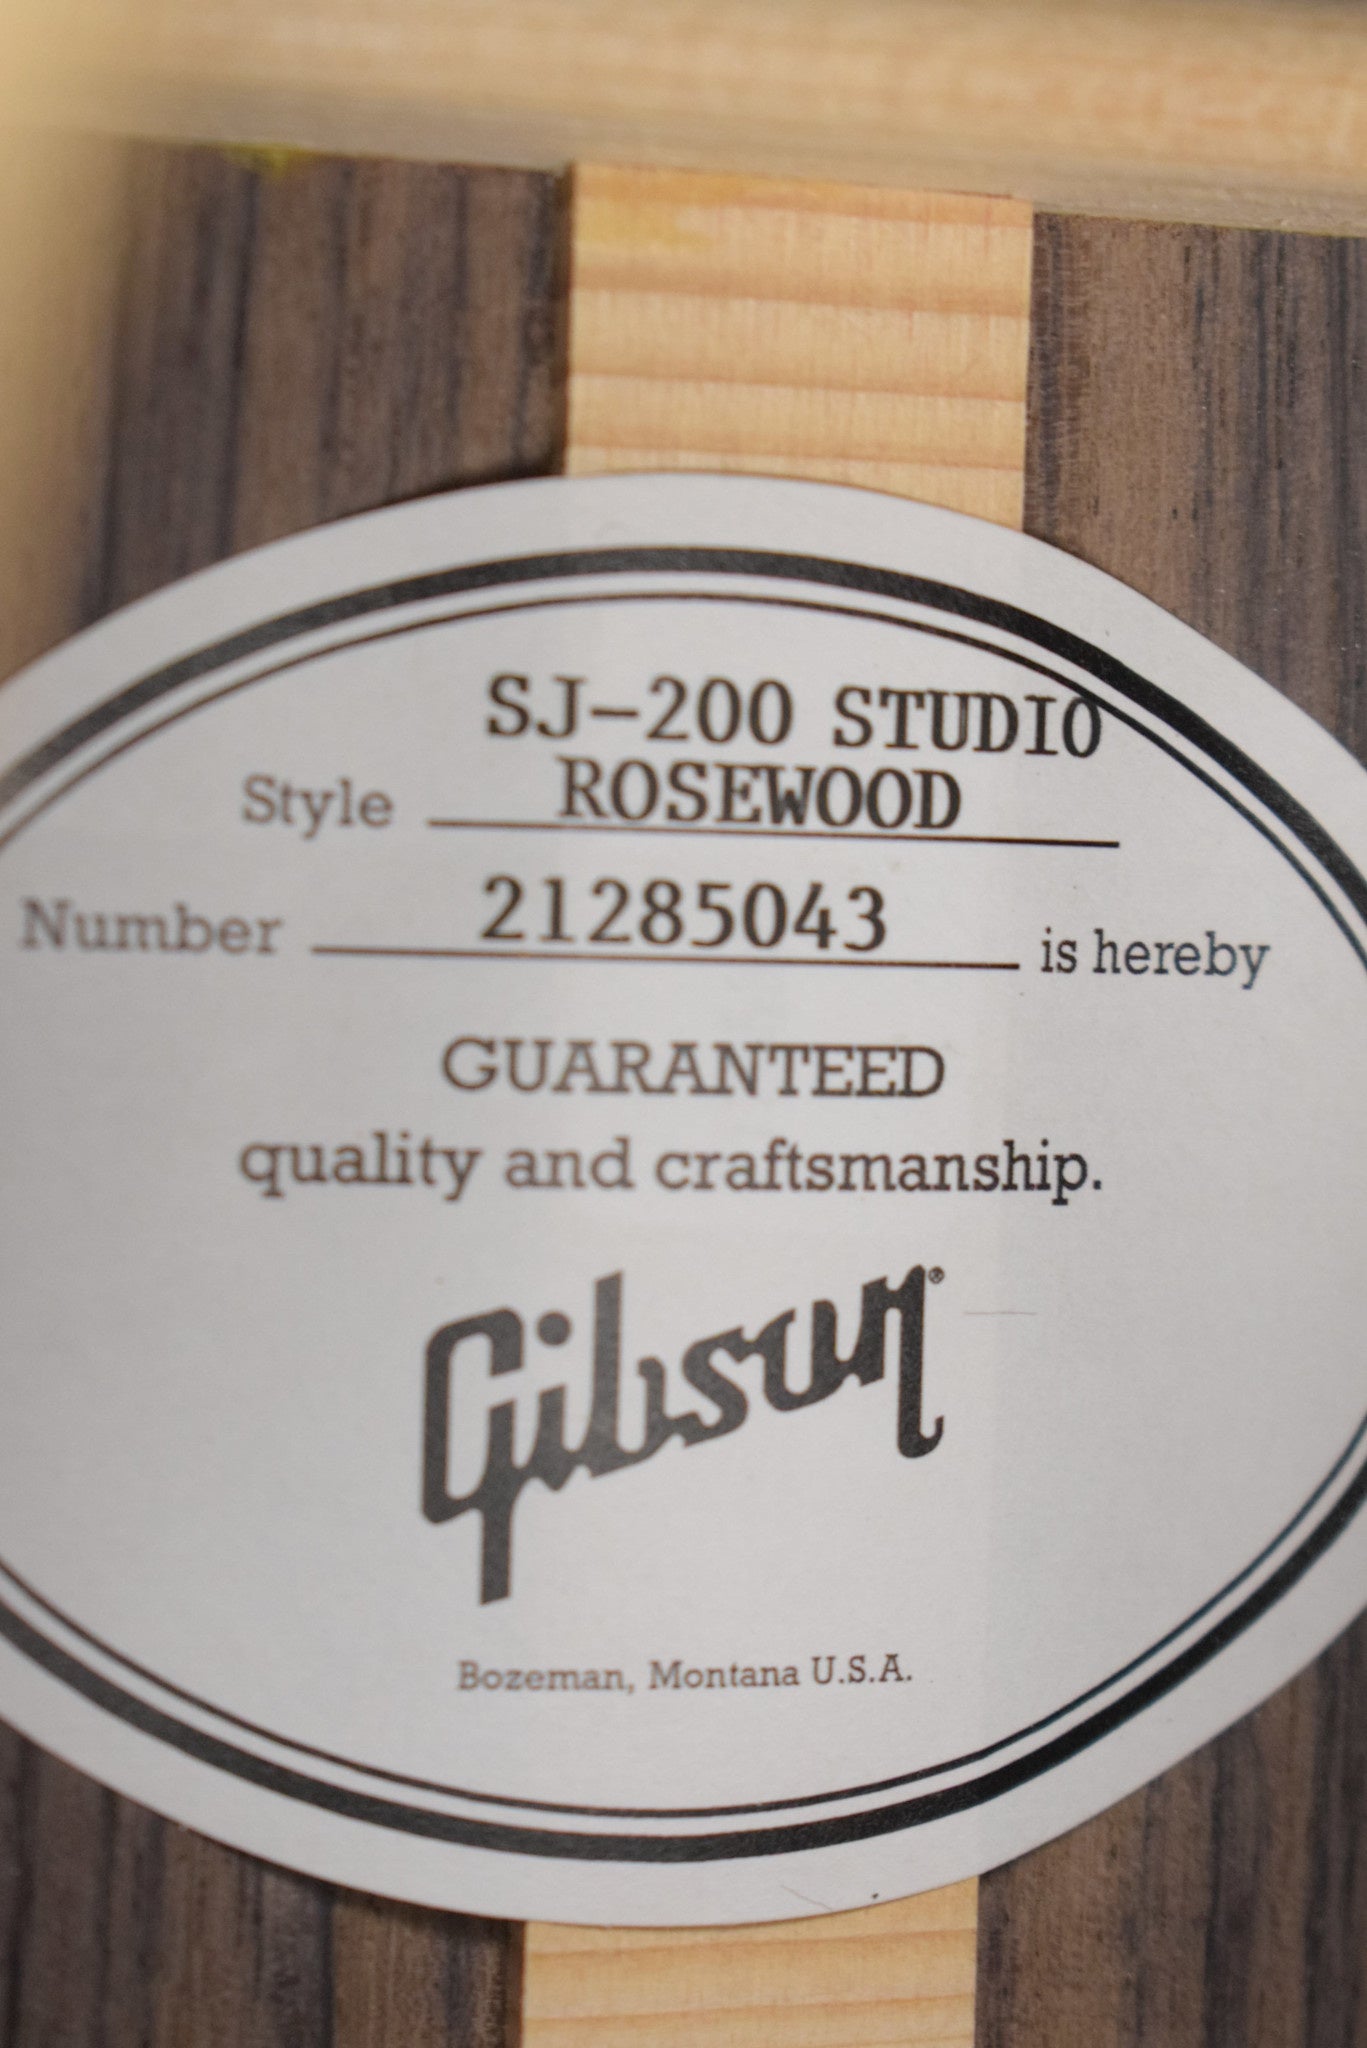 SJ-200 STUDIO
Style ROSEWOOD
Number 21285043 is hereby
GUARANTEED
quality and craftsmanship.
Gibson®
Bozeman, Montana U.S.A.